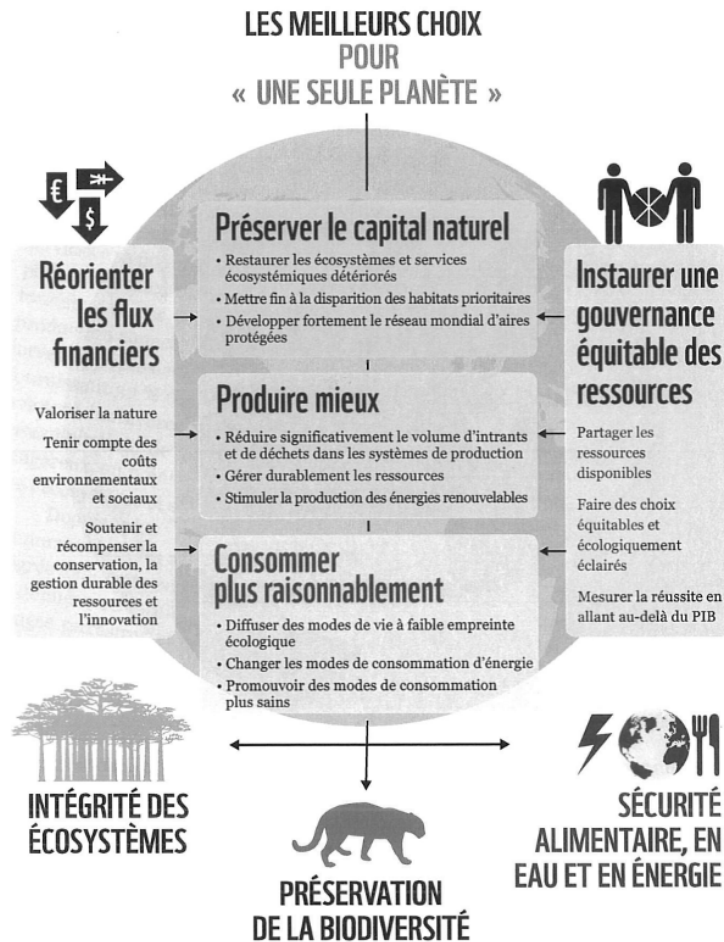 LES MEILLEURS CHOIX
POUR
« UNE SEULE PLANÈTE »
€
$
Réorienter
les flux
financiers
Valoriser la nature
Tenir compte des
coûts
environnementaux
et sociaux
Soutenir et
récompenser la
conservation, la
gestion durable des
ressources et
l'innovation
Préserver le capital naturel
• Restaurer les écosystèmes et services
écosystémiques détériorés
• Mettre fin à la disparition des habitats prioritaires
• Développer fortement le réseau mondial d'aires
protégées
Produire mieux
• Réduire significativement le volume d'intrants
et de déchets dans les systèmes de production
• Gérer durablement les ressources
• Stimuler la production des énergies renouvelables
Consommer
plus raisonnablement
• Diffuser des modes de vie à faible empreinte
écologique
• Changer les modes de consommation d'énergie
• Promouvoir des modes de consommation
plus sains
Instaurer une
gouvernance
équitable des
ressources
Partager les
ressources
disponibles
Faire des choix
équitables et
écologiquement
éclairés
Mesurer la réussite en
allant au-delà du PIB
INTÉGRITÉ DES
ÉCOSYSTÈMES
PRÉSERVATION
DE LA BIODIVERSITÉ
SÉCURITÉ
ALIMENTAIRE, EN
EAU ET EN ÉNERGIE